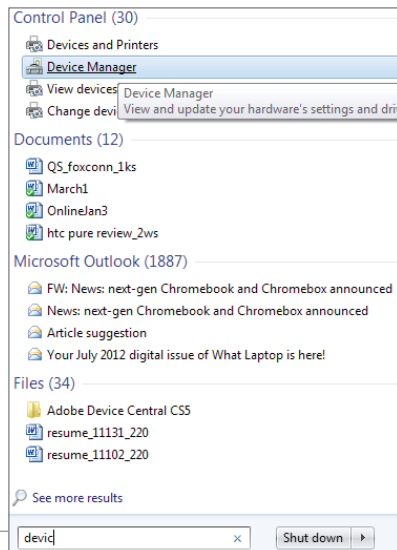 Control Panel (30)
Devices and Printers
Device Manager
View devices
Device Manager
Change devi
View and update your hardware's settings and dri
Documents (12)
QS_foxconn_1ks
March1
OnlineJan3
htc pure review_2ws
Microsoft Outlook (1887)
FW: News: next-gen Chromebook and Chromebox announced
News: next-gen Chromebook and Chromebox announced
Article suggestion
Your July 2012 digital issue of What Laptop is here!
Files (34)
Adobe Device Central CS5
resume_11131_220
resume_11102_220
See more results
devic
Shut down